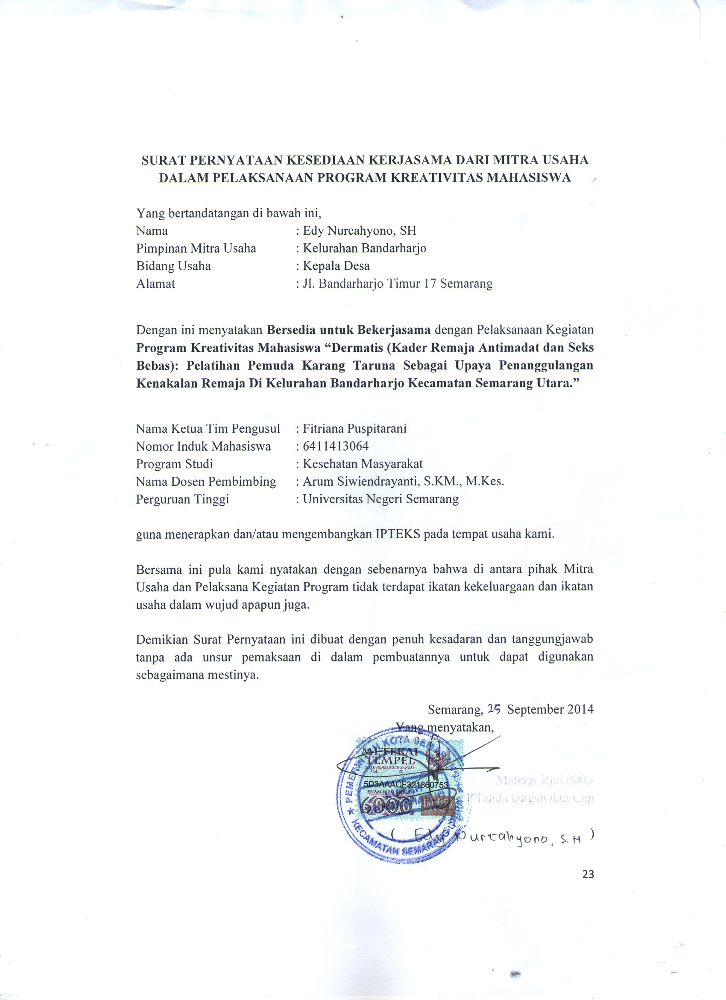 SURAT PERNYATAAN KESEDIAAN KERJASAMA DARI MITRA USAHA
DALAM PELAKSANAAN PROGRAM KREATIVITAS MAHASISWA
Yang bertandatangan di bawah ini,
Nama : Edy Nurcahyono, SH
Pimpinan Mitra Usaha : Kelurahan Bandarharjo
Bidang Usaha : Kepala Desa
Alamat : Jl. Bandarharjo Timur 17 Semarang
Dengan ini menyatakan Bersedia untuk Bekerjasama dengan Pelaksanaan Kegiatan
Program Kreativitas Mahasiswa “Dermatis (Kader Remaja Antimadat dan Seks
Bebas): Pelatihan Pemuda Karang Taruna Sebagai Upaya Penanggulangan
Kenakalan Remaja Di Kelurahan Bandarharjo Kecamatan Semarang Utara.”
Nama Ketua Tim Pengusul : Fitriana Puspitarani
Nomor Induk Mahasiswa : 6411413064
Program Studi : Kesehatan Masyarakat
Nama Dosen Pembimbing : Arum Siwiendrayanti, S.KM., M.Kes.
Perguruan Tinggi : Universitas Negeri Semarang
guna menerapkan dan/atau mengembangkan IPTEKS pada tempat usaha kami.
Bersama ini pula kami nyatakan dengan sebenarnya bahwa di antara pihak Mitra
Usaha dan Pelaksana Kegiatan Program tidak terdapat ikatan kekeluargaan dan ikatan
usaha dalam wujud apapun juga.
Demikian Surat Pernyataan ini dibuat dengan penuh kesadaran dan tanggungjawab
tanpa ada unsur pemaksaan di dalam pembuatannya untuk dapat digunakan
sebagaimana mestinya.
Semarang, 25 September 2014
Yang menyatakan,
KOTA
METERAI
TEMPEL
PAJAK MEMBANGUN BANGSA
TGL. 20
5D3AAACF321860753
ENAM RIBU RUPIAH
6000
Materai Rp6.000,-
Tanda tangan dan Cap
KECAMATAN SEMARANG
( Edy Nurcahyono, S.H )
23